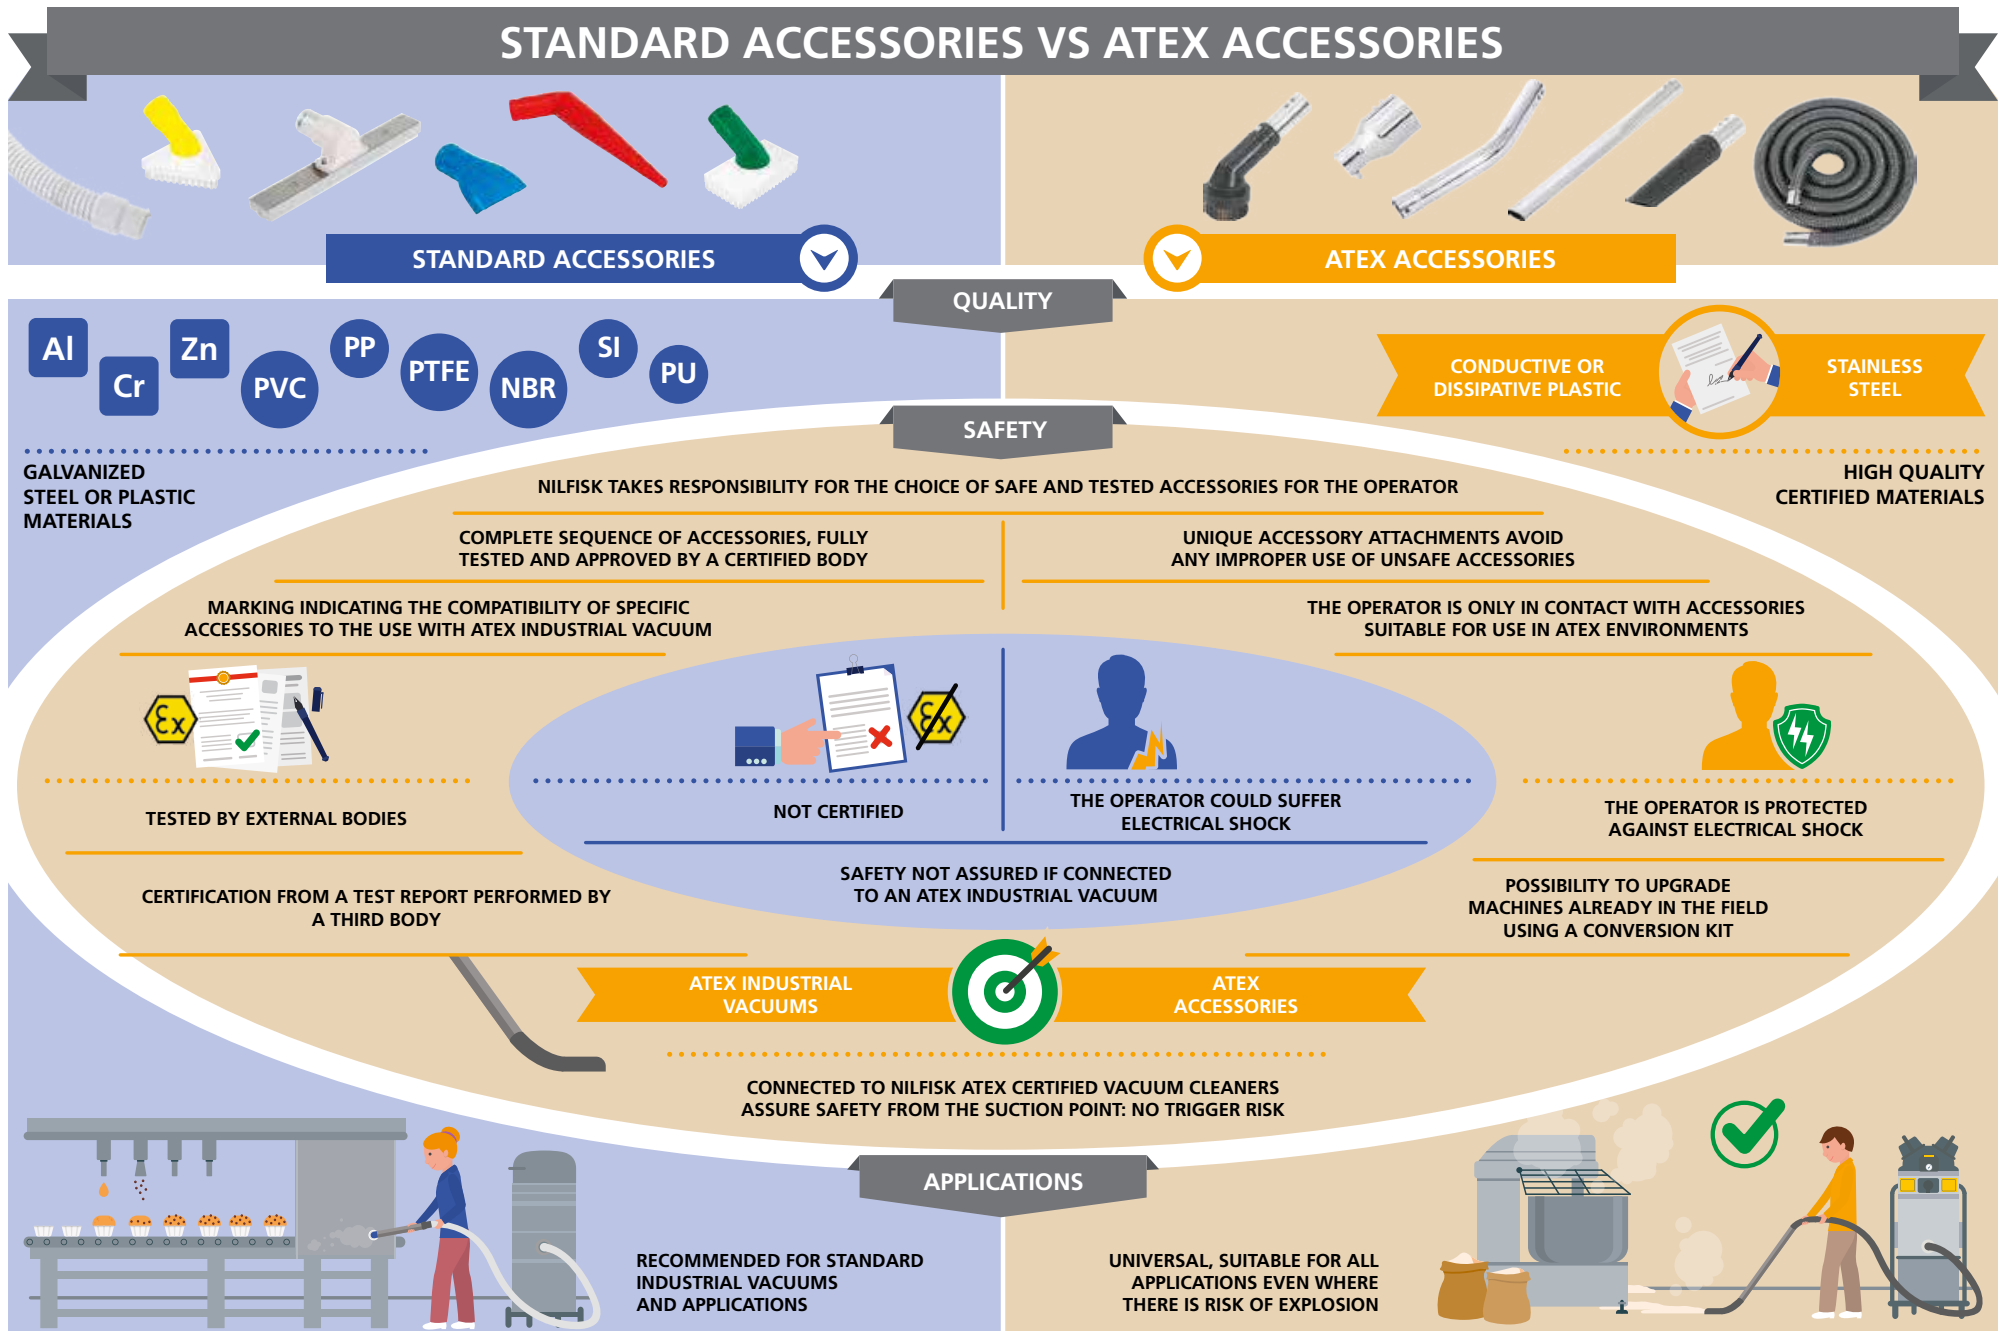 STANDARD ACCESSORIES VS ATEX ACCESSORIES
STANDARD ACCESSORIES
ATEX ACCESSORIES
QUALITY
Al
Cr
Zn
PVC
PP
PTFE
NBR
SI
PU
GALVANIZED
STEEL OR PLASTIC
MATERIALS
CONDUCTIVE OR
DISSIPATIVE PLASTIC
STAINLESS
STEEL
HIGH QUALITY
CERTIFIED MATERIALS
SAFETY
NILFISK TAKES RESPONSIBILITY FOR THE CHOICE OF SAFE AND TESTED ACCESSORIES FOR THE OPERATOR
COMPLETE SEQUENCE OF ACCESSORIES, FULLY
TESTED AND APPROVED BY A CERTIFIED BODY
UNIQUE ACCESSORY ATTACHMENTS AVOID
ANY IMPROPER USE OF UNSAFE ACCESSORIES
MARKING INDICATING THE COMPATIBILITY OF SPECIFIC
ACCESSORIES TO THE USE WITH ATEX INDUSTRIAL VACUUM
THE OPERATOR IS ONLY IN CONTACT WITH ACCESSORIES
SUITABLE FOR USE IN ATEX ENVIRONMENTS
Ex
Ex
TESTED BY EXTERNAL BODIES
NOT CERTIFIED
THE OPERATOR COULD SUFFER
ELECTRICAL SHOCK
THE OPERATOR IS PROTECTED
AGAINST ELECTRICAL SHOCK
CERTIFICATION FROM A TEST REPORT PERFORMED BY
A THIRD BODY
SAFETY NOT ASSURED IF CONNECTED
TO AN ATEX INDUSTRIAL VACUUM
POSSIBILITY TO UPGRADE
MACHINES ALREADY IN THE FIELD
USING A CONVERSION KIT
ATEX INDUSTRIAL
VACUUMS
ATEX
ACCESSORIES
CONNECTED TO NILFISK ATEX CERTIFIED VACUUM CLEANERS
ASSURE SAFETY FROM THE SUCTION POINT: NO TRIGGER RISK
APPLICATIONS
RECOMMENDED FOR STANDARD
INDUSTRIAL VACUUMS
AND APPLICATIONS
UNIVERSAL, SUITABLE FOR ALL
APPLICATIONS EVEN WHERE
THERE IS RISK OF EXPLOSION